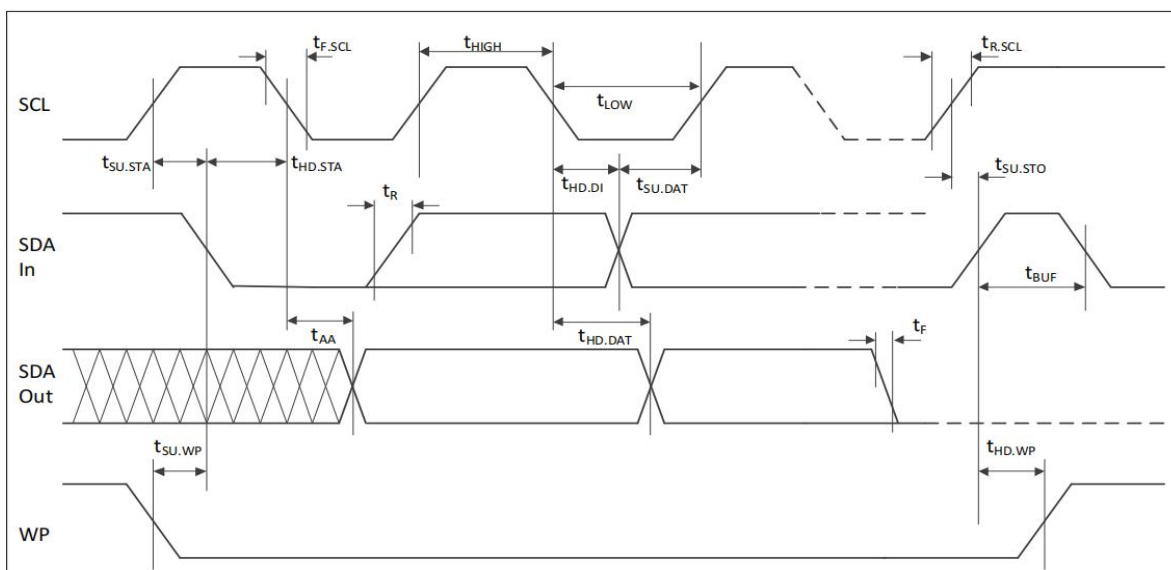 tF.SCL
tHIGH
tR.SCL
SCL
tLOW
tSU.STA
tHD.STA
tHD.DI
tSU.DAT
tSU.STO
tR
SDA
In
tBUF
tAA
tHD.DAT
tF
SDA
Out
tSU.WP
tHD.WP
WP